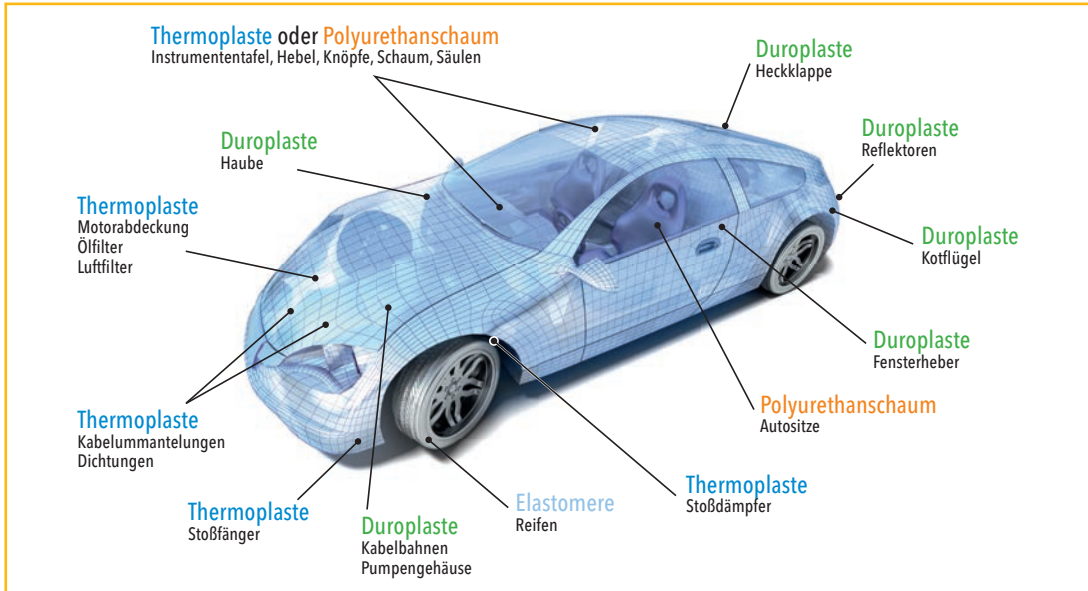 Thermoplaste oder Polyurethanschaum
Instrumententafel, Hebel, Knöpfe, Schaum, Säulen
Duroplaste
Heckklappe
Duroplaste
Haube
Duroplaste
Reflektoren
Thermoplaste
Motorabdeckung
Ölfilter
Luftfilter
Duroplaste
Kotflügel
Duroplaste
Fensterheber
Polyurethanschaum
Autositze
Thermoplaste
Kabelummantelungen
Dichtungen
Thermoplaste
Stoßdämpfer
Elastomere
Reifen
Thermoplaste
Stoßfänger
Duroplaste
Kabelbahnen
Pumpengehäuse